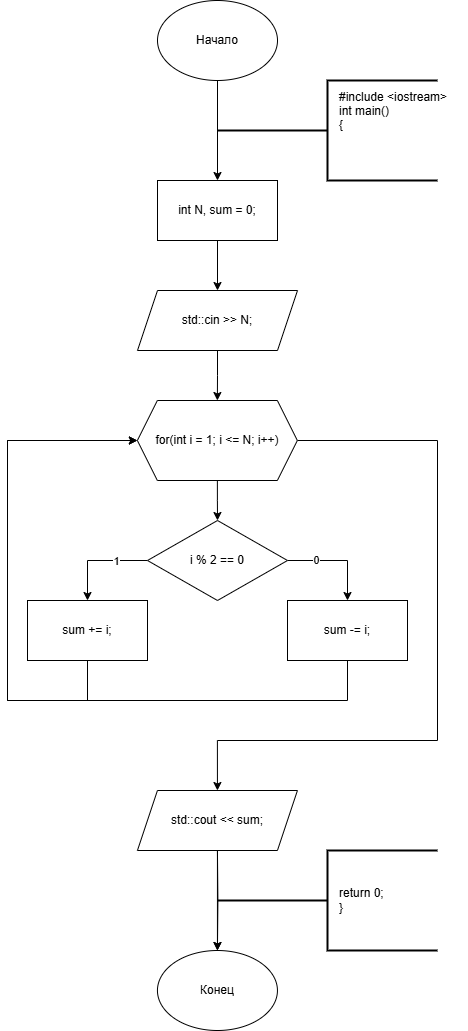 Начало
#include <iostream>
int main()
{
int N, sum = 0;
std::cin >> N;
for(int i = 1; i <= N; i++)
i % 2 == 0
1
0
sum += i;
sum -= i;
std::cout << sum;
return 0;
}
Конец